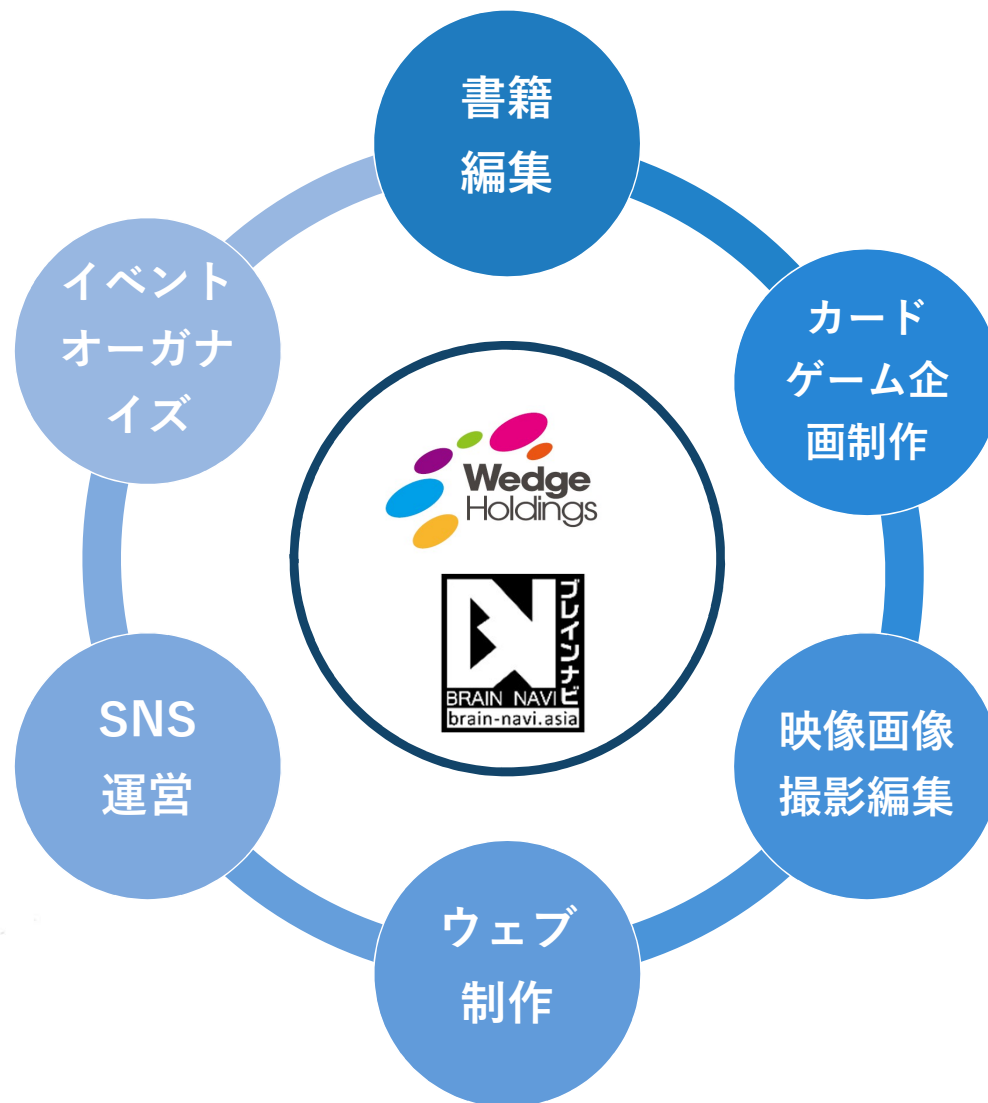 書籍
編集
カード
ゲーム企
画制作
映像画像
撮影編集
ウェブ
制作
SNS
運営
イベント
オーガナ
イズ
Wedge
Holdings
ブレインナビ
BRAIN NAVI
brain-navi.asia